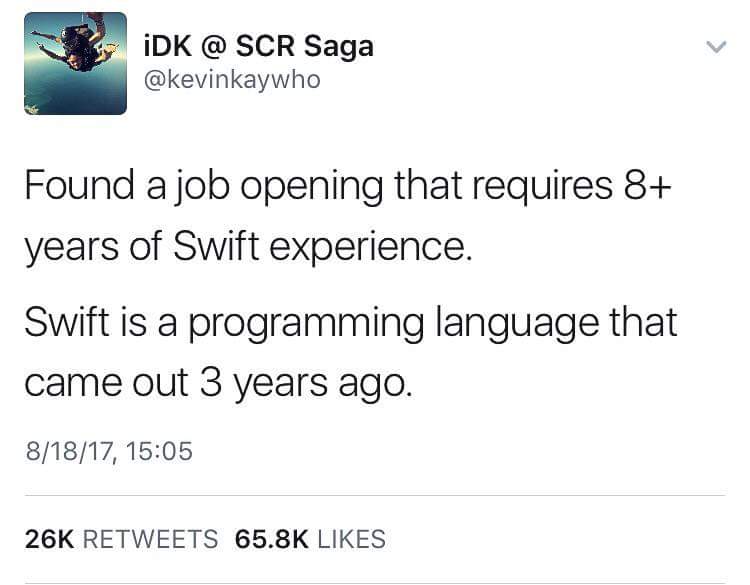 iDK @ SCR Saga
@kevinkaywho
Found a job opening that requires 8+
years of Swift experience.
Swift is a programming language that
came out 3 years ago.
8/18/17, 15:05
26K RETWEETS 65.8K LIKES